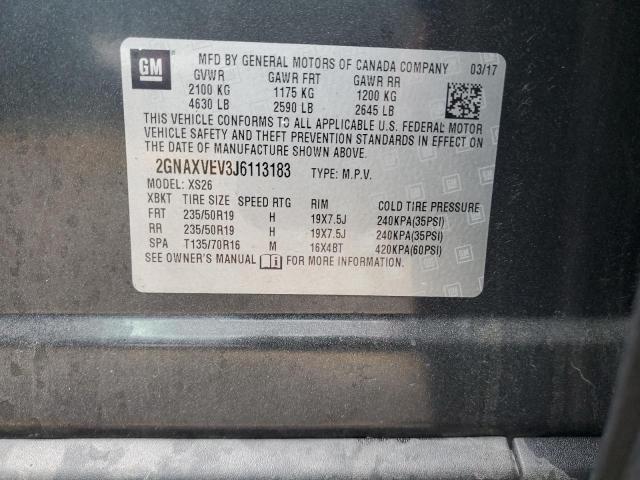 GM
MFD BY GENERAL MOTORS OF CANADA COMPANY 03/17
GVWR GAWR FRT GAWR RR
2100 KG 1175 KG 1200 KG
4630 LB 2590 LB 2645 LB
THIS VEHICLE CONFORMS TO ALL APPLICABLE U.S. FEDERAL MOTOR
VEHICLE SAFETY AND THEFT PREVENTION STANDARDS IN EFFECT ON
THE DATE OF MANUFACTURE SHOWN ABOVE.
2GNAXVEV3J6113183 TYPE: M.P.V.
MODEL: XS26
XBKT TIRE SIZE SPEED RTG RIM COLD TIRE PRESSURE
FRT 235/50R19 H 19X7.5J 240KPA(35PSI)
RR 235/50R19 H 19X7.5J 240KPA(35PSI)
SPA T135/70R16 M 16X4BT 420KPA(60PSI)
SEE OWNER'S MANUAL FOR MORE INFORMATION.